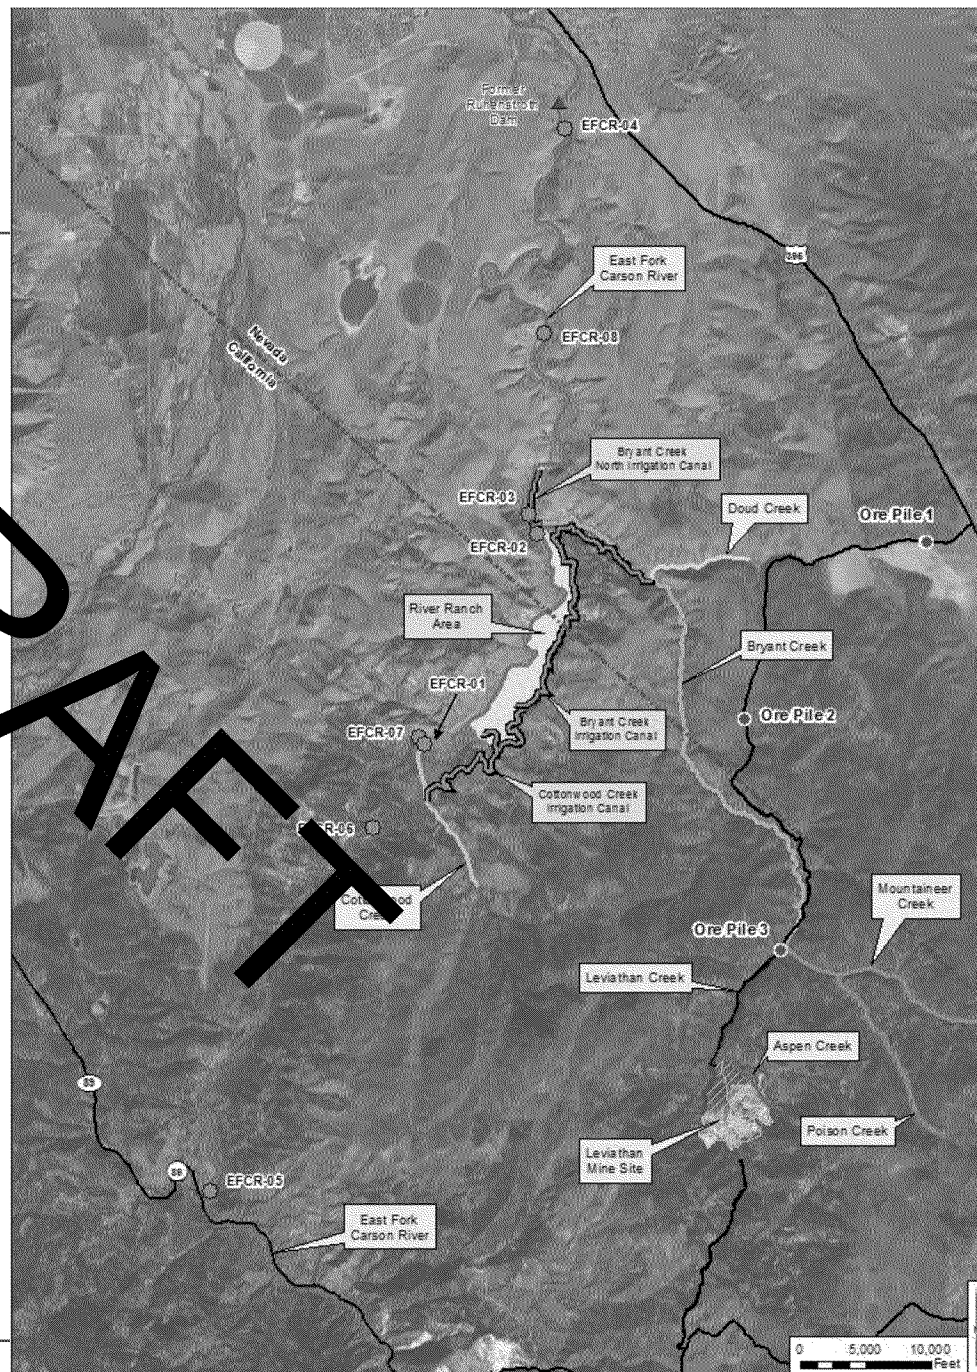 Former
Ruhenstroth
Dam
EFCR-04
395
East Fork
Carson River
EFCR-08
Nevada
California
Bryant Creek
North Irrigation Canal
EFCR-03
Doud Creek
Ore Pile 1
EFCR-02
River Ranch
Area
Bryant Creek
EFCR-01
Ore Pile 2
EFCR-07
Bryant Creek
Irrigation Canal
Cottonwood Creek
Irrigation Canal
EFCR-06
Mountaineer
Creek
Ore Pile 3
Leviathan Creek
Aspen Creek
89
Poison Creek
Leviathan
Mine Site
89
EFCR-05
East Fork
Carson River
0 5,000 10,000
Feet